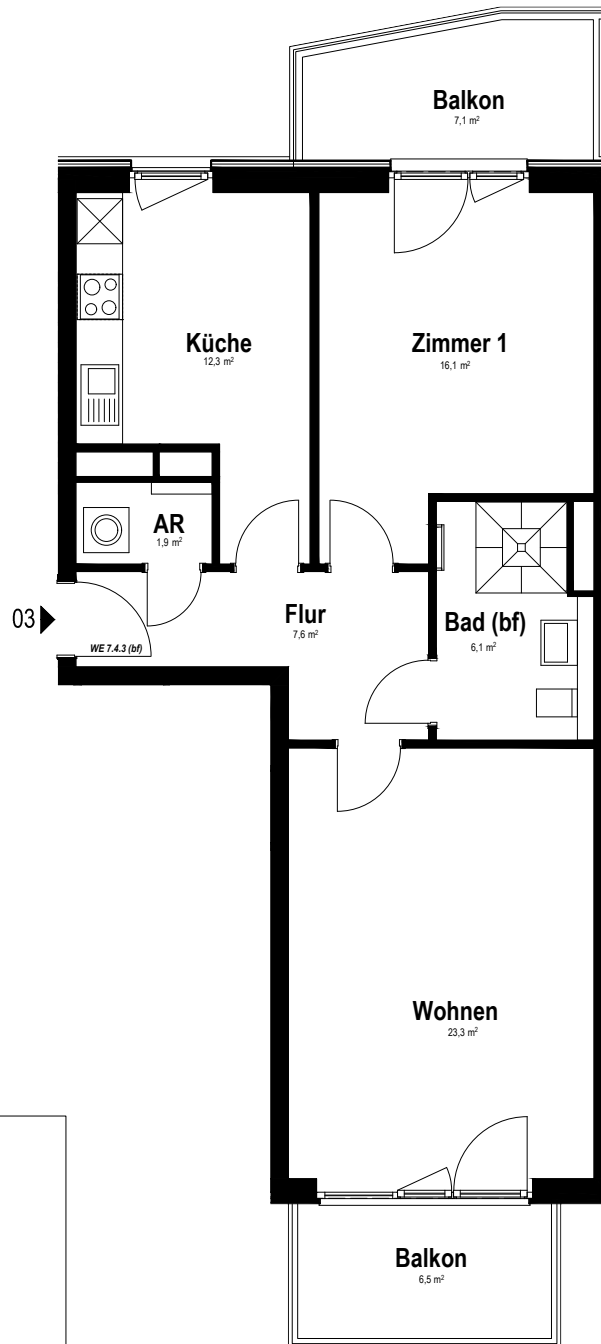 Balkon
7,1 m²
Küche
12,3 m²
Zimmer 1
16,1 m²
AR
1,9 m²
03
WE 7.4.3 (bf)
Flur
7,6 m²
Bad (bf)
6,1 m²
Wohnen
23,3 m²
Balkon
6,5 m²